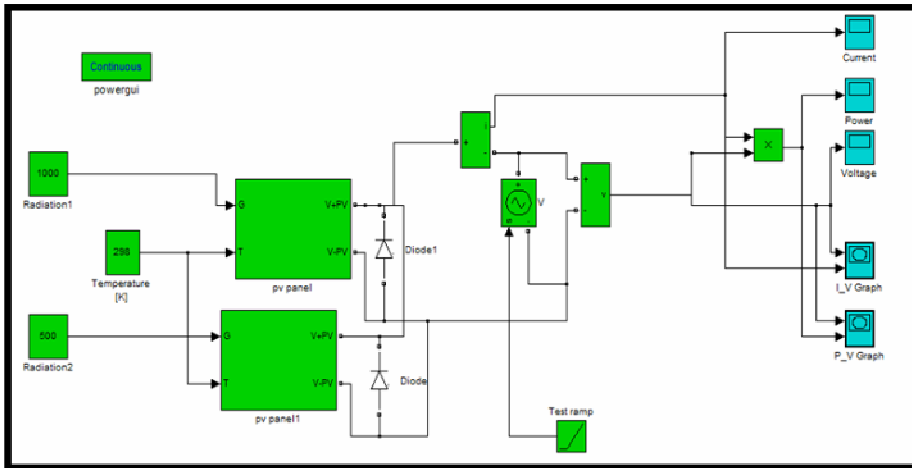 Continuous
powergui
Current
Power
Voltage
I_V Graph
P_V Graph
1000
Radiation1
G
T
V+PV
V-PV
pv panel
Diode1
298
Temperature
[K]
500
Radiation2
G
T
V+PV
V-PV
pv panel1
Diode
V
v
X
Test ramp